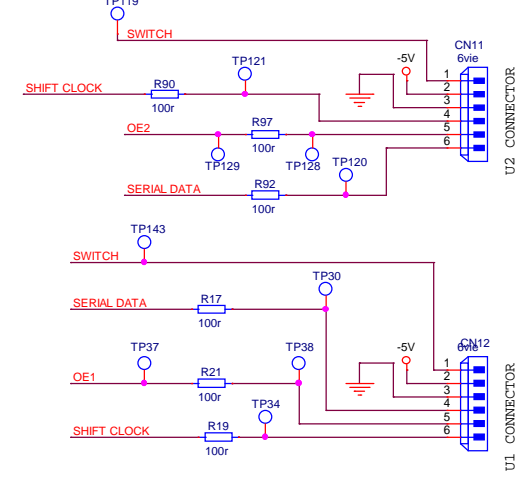 TP119
SWITCH
CN11
6vie
-5V
TP121
SHIFT CLOCK
R90
100r
1
2
3
4
5
6
OE2
R97
100r
TP129
TP128
TP120
SERIAL DATA
R92
100r
U2 CONNECTOR
TP143
SWITCH
TP30
SERIAL DATA
R17
100r
TP37
TP38
-5V
6vie
CN12
OE1
R21
100r
TP34
SHIFT CLOCK
R19
100r
1
2
3
4
5
6
U1 CONNECTOR